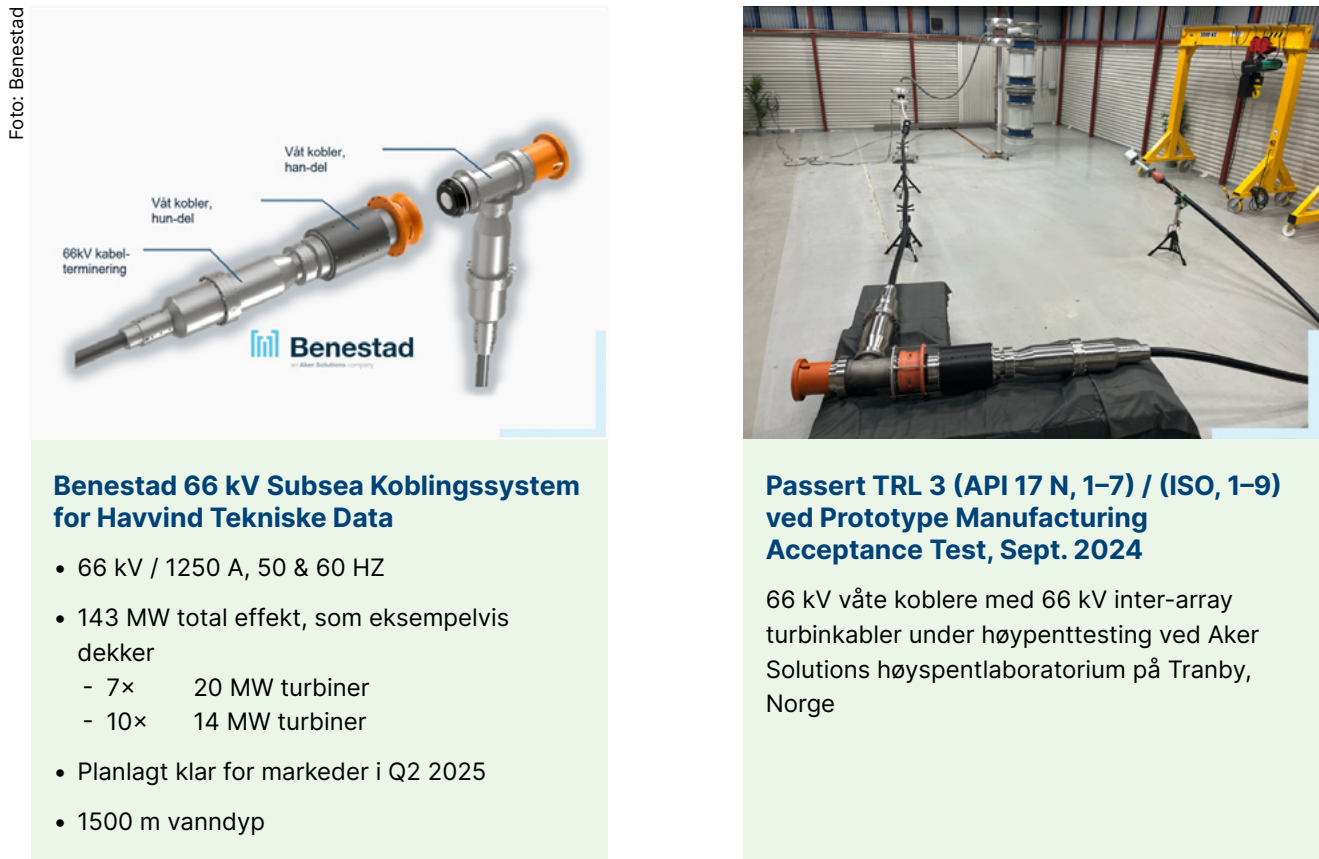 Foto: Benestad
Våt kobler,
han-del
Våt kobler,
hun-del
66kV kabel-
terminering
Benestad
an Aker Solutions company
Benestad 66 kV Subsea Koblingssystem
for Havvind Tekniske Data
• 66 kV / 1250 A, 50 & 60 HZ
• 143 MW total effekt, som eksempelvis
dekker
- 7× 20 MW turbiner
- 10× 14 MW turbiner
• Planlagt klar for markeder i Q2 2025
• 1500 m vanndyp
Passert TRL 3 (API 17 N, 1–7) / (ISO, 1–9)
ved Prototype Manufacturing
Acceptance Test, Sept. 2024
66 kV våte koblere med 66 kV inter-array
turbinkabler under høypenttesting ved Aker
Solutions høyspentlaboratorium på Tranby,
Norge